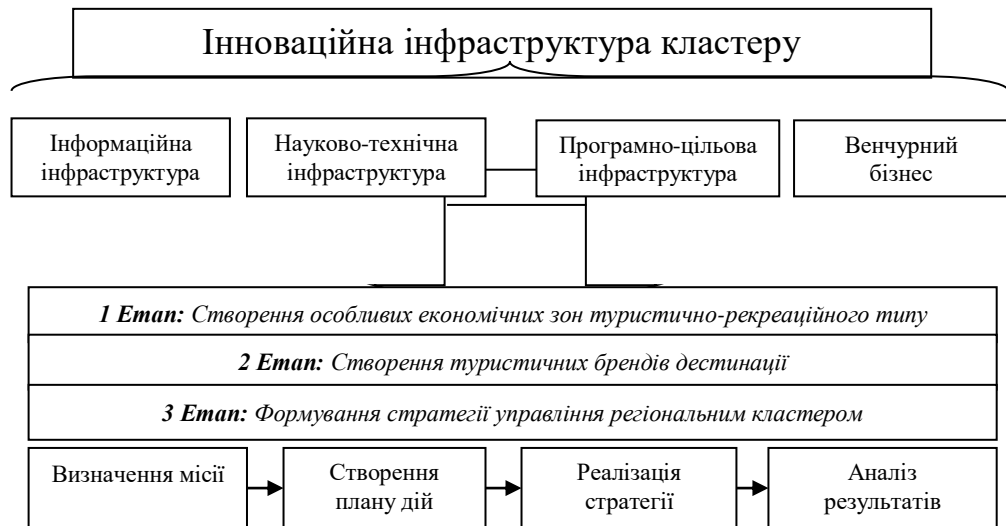 Інноваційна інфраструктура кластеру
Інформаційна
інфраструктура
Науково-технічна
інфраструктура
Програмно-цільова
інфраструктура
Венчурний
бізнес
1 Етап: Створення особливих економічних зон туристично-рекреаційного типу
2 Етап: Створення туристичних брендів дестинації
3 Етап: Формування стратегії управління регіональним кластером
Визначення місії
Створення
плану дій
Реалізація
стратегії
Аналіз
результатів